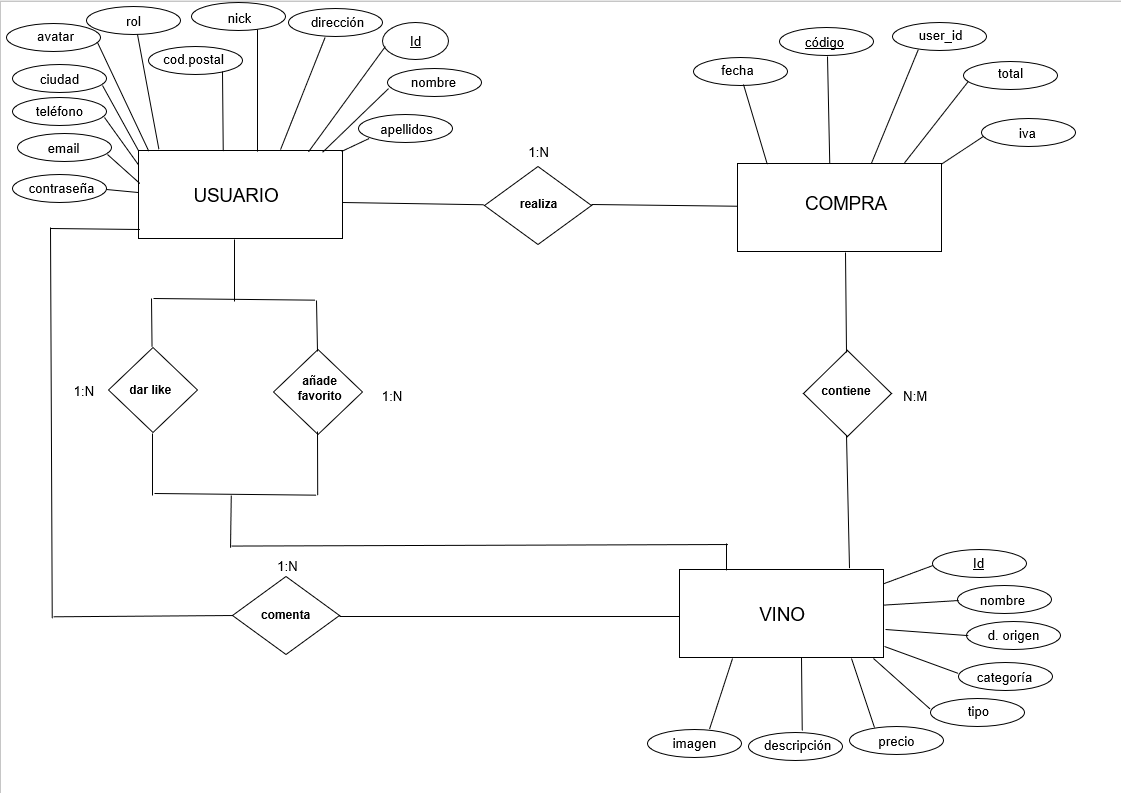 rol
nick
dirección
avatar
Id
cod.postal
ciudad
nombre
teléfono
apellidos
email
contraseña
USUARIO
código
user_id
fecha
total
iva
COMPRA
1:N
realiza
1:N
dar like
añade
favorito
1:N
contiene
N:M
1:N
comenta
VINO
Id
nombre
d. origen
categoría
tipo
imagen
descripción
precio